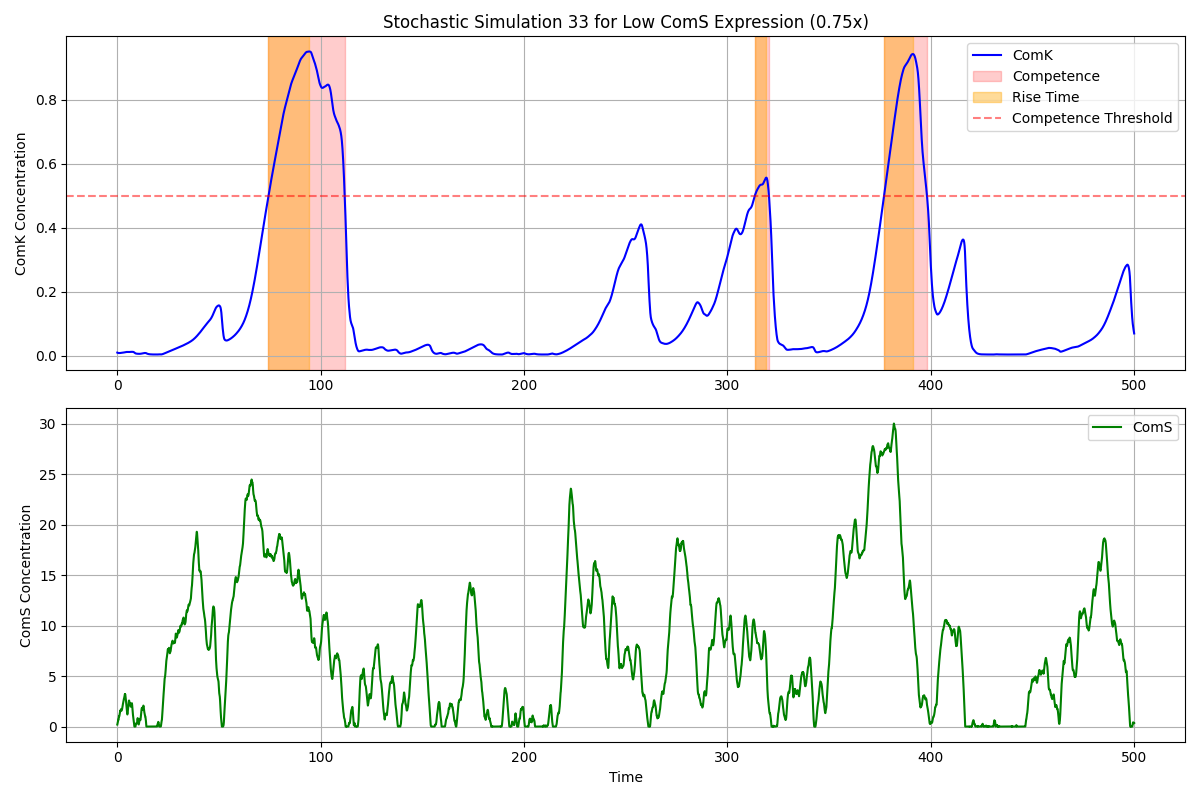 Stochastic Simulation 33 for Low ComS Expression (0.75x)
ComK Concentration
0.8
0.6
0.4
0.2
0.0
ComK
Competence
Rise Time
Competence Threshold
0 100 200 300 400 500
ComS Concentration
30
25
20
15
10
5
0
ComS
0 100 200 300 400 500
Time